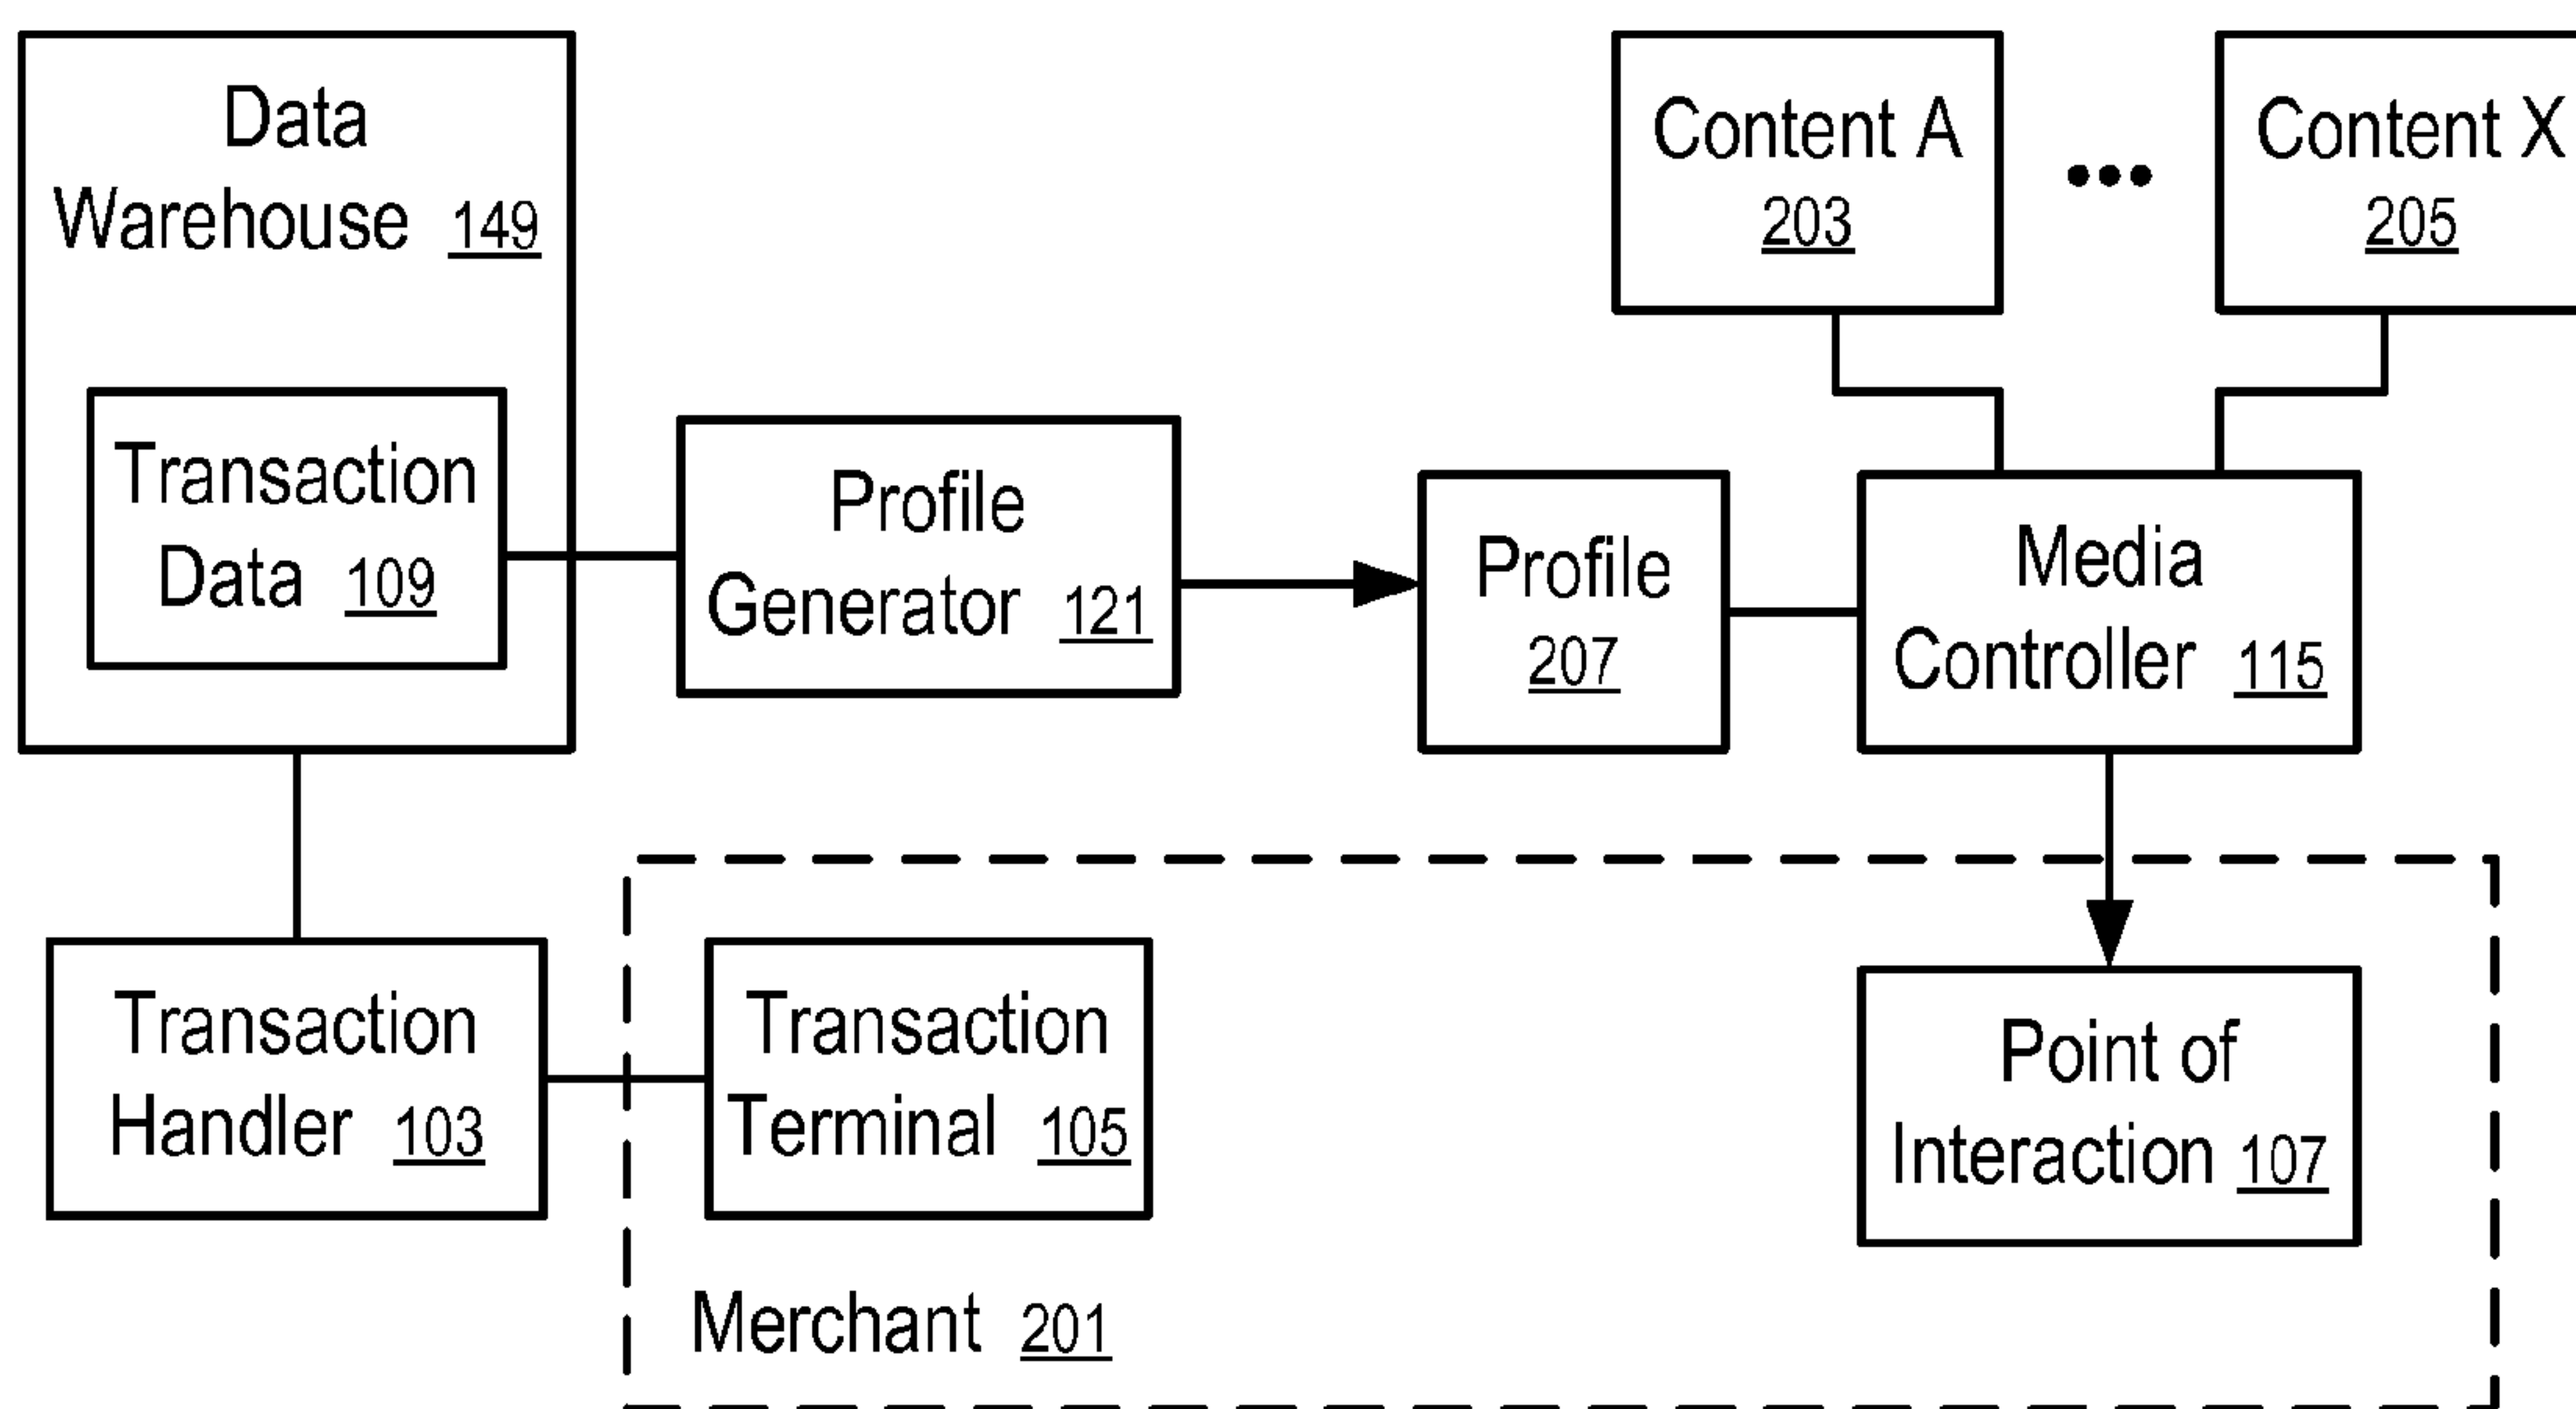 Data
Warehouse 149
Transaction
Data 109
Profile
Generator 121
Profile
207
Content A
203
•••
Content X
205
Media
Controller 115
Transaction
Handler 103
Transaction
Terminal 105
Merchant 201
Point of
Interaction 107